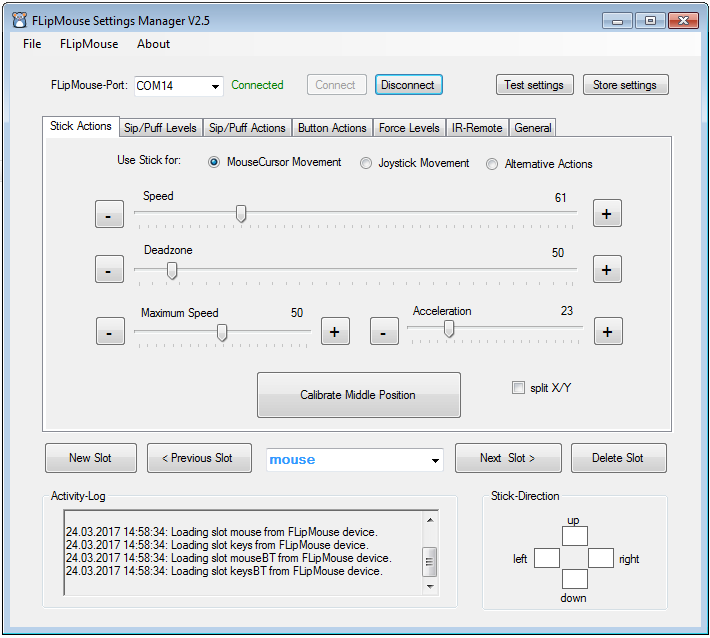 FLipMouse Settings Manager V2.5
File FLipMouse About
FLipMouse-Port: COM14 Connected Connect Disconnect Test settings Store settings
Stick Actions Sip/Puff Levels Sip/Puff Actions Button Actions Force Levels IR-Remote General
Use Stick for: MouseCursor Movement Joystick Movement Alternative Actions
Speed 61
- +
Deadzone 50
- +
Maximum Speed 50 Acceleration 23
- + - +
Calibrate Middle Position split X/Y
New Slot < Previous Slot mouse Next Slot > Delete Slot
Activity-Log
24.03.2017 14:58:34: Loading slot mouse from FLipMouse device.
24.03.2017 14:58:34: Loading slot keys from FLipMouse device.
24.03.2017 14:58:34: Loading slot mouseBT from FLipMouse device.
24.03.2017 14:58:34: Loading slot keysBT from FLipMouse device.
Stick-Direction
up
left right
down